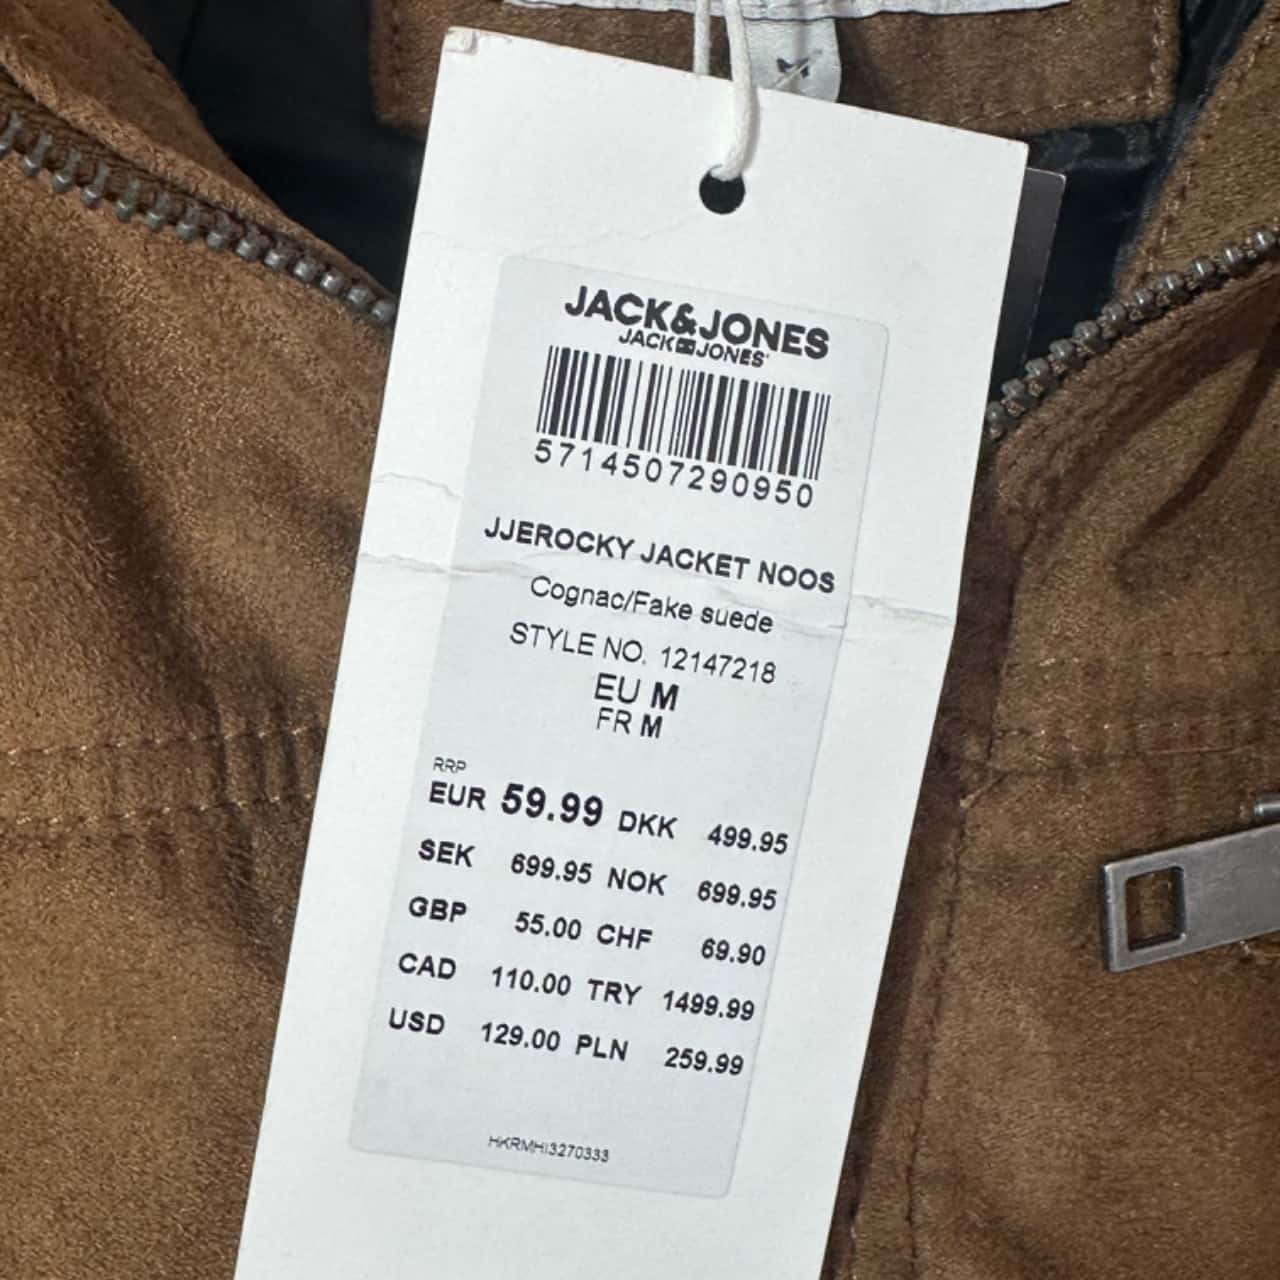 M
JACK&JONES
JACK JONES
5714507290950
JJEROCKY JACKET NOOS
Cognac/Fake suede
STYLE NO. 12147218
EU M
FR M
RRP
EUR 59.99 DKK 499.95
SEK 699.95 NOK 699.95
GBP 55.00 CHF 69.90
CAD 110.00 TRY 1499.99
USD 129.00 PLN 259.99
HKRMHI3270333